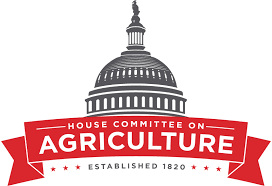 HOUSE COMMITTEE ON
AGRICULTURE
ESTABLISHED 1820